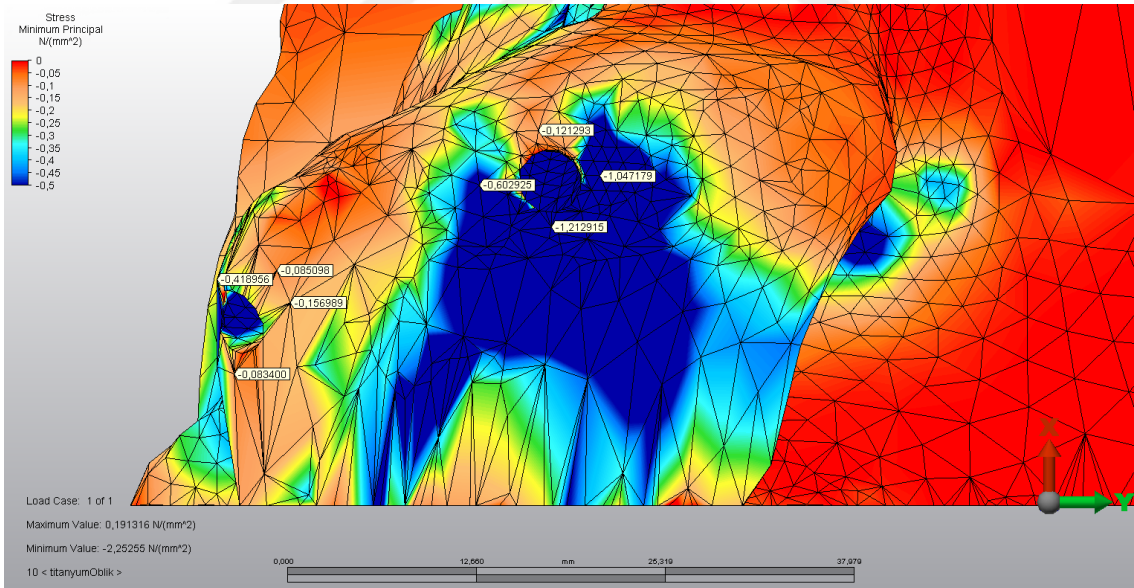 Stress
Minimum Principal
N/(mm^2)
0
-0,05
-0,1
-0,15
-0,2
-0,25
-0,3
-0,35
-0,4
-0,45
-0,5
-0,121293
-0,602925
-1,047179
-1,212915
-0,418956
-0,085098
-0,156989
-0,083400
X
Y
Load Case: 1 of 1
Maximum Value: 0,191316 N/(mm^2)
Minimum Value: -2,25255 N/(mm^2)
0,000 12,660 mm 25,319 37,979
10 < titanyumOblik >